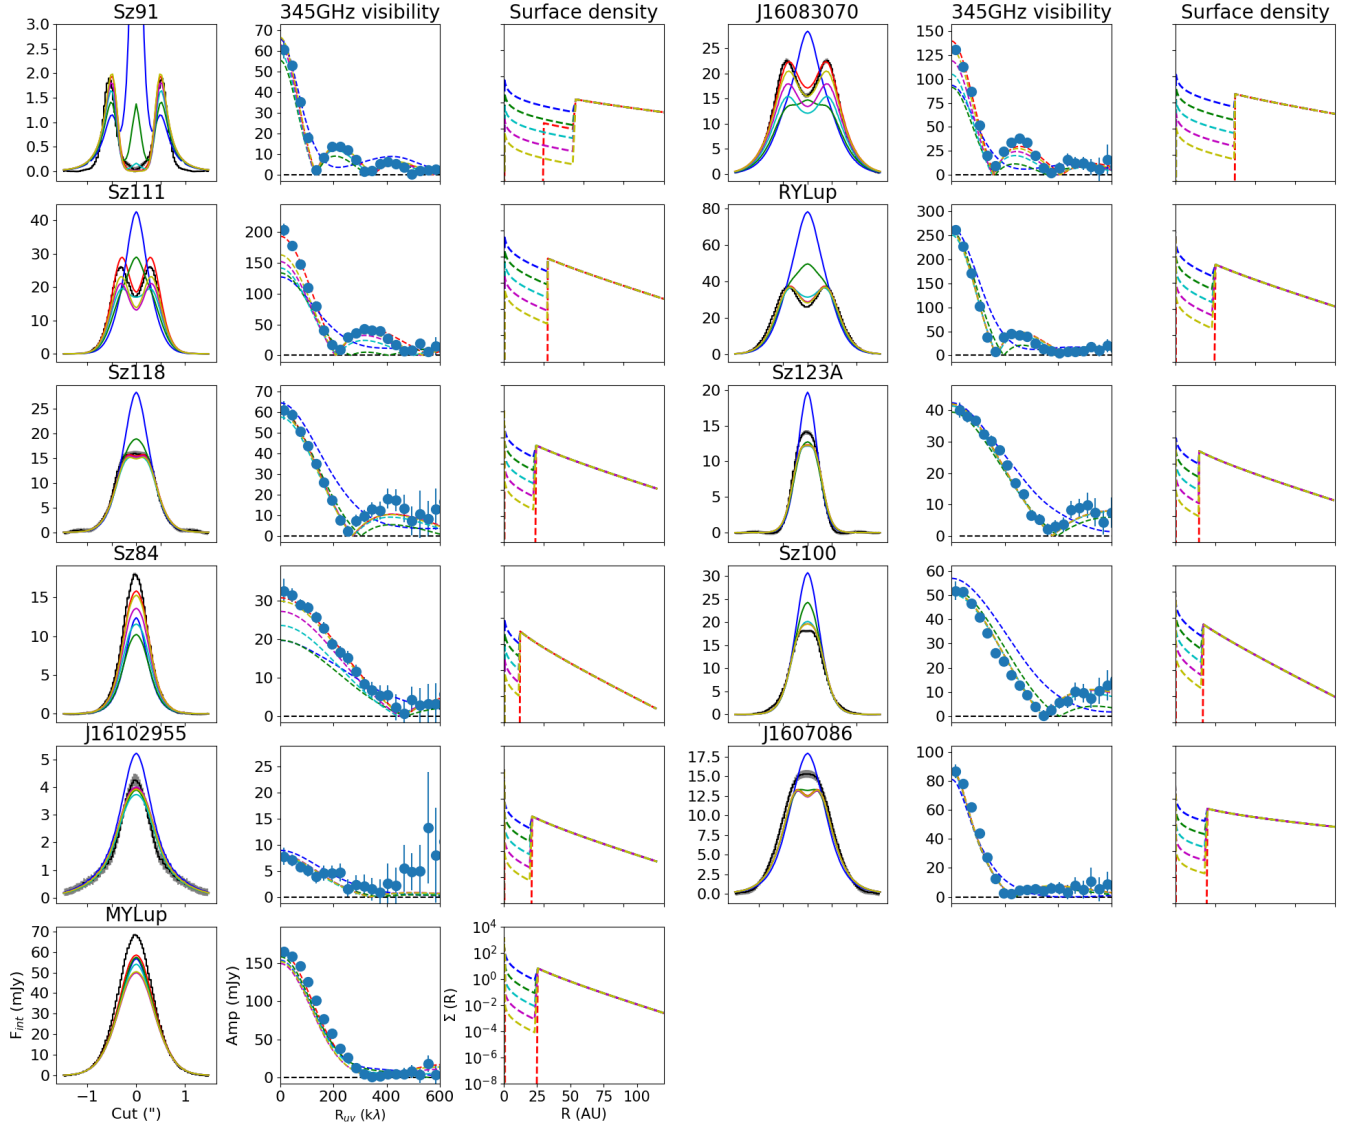 Sz91 345GHz visibility Surface density J16083070 345GHz visibility Surface density
3.0 2.5 2.0 1.5 1.0 0.5 0.0
70 60 50 40 30 20 10 0
25 20 15 10 5 0
150 125 100 75 50 25 0
Sz111 RYLup
40 30 20 10 0
200 150 100 50 0
80 60 40 20 0
300 250 200 150 100 50 0
Sz118 Sz123A
25 20 15 10 5 0
70 60 50 40 30 20 10 0
20 15 10 5 0
40 30 20 10 0
Sz84 Sz100
15 10 5 0
30 20 10 0
30 25 20 15 10 5 0
60 50 40 30 20 10 0
J16102955 J1607086
5 4 3 2 1 0
25 20 15 10 5 0
17.5 15.0 12.5 10.0 7.5 5.0 2.5 0.0
100 80 60 40 20 0
MYLup
F_int (mJy)
70 60 50 40 30 20 10 0
−1 0 1
Cut (")
Amp (mJy)
150 100 50 0
0 200 400 600
R_uv (kλ)
Σ (R)
10^4 10^2 10^0 10^−2 10^−4 10^−6 10^−8
0 25 50 75 100
R (AU)